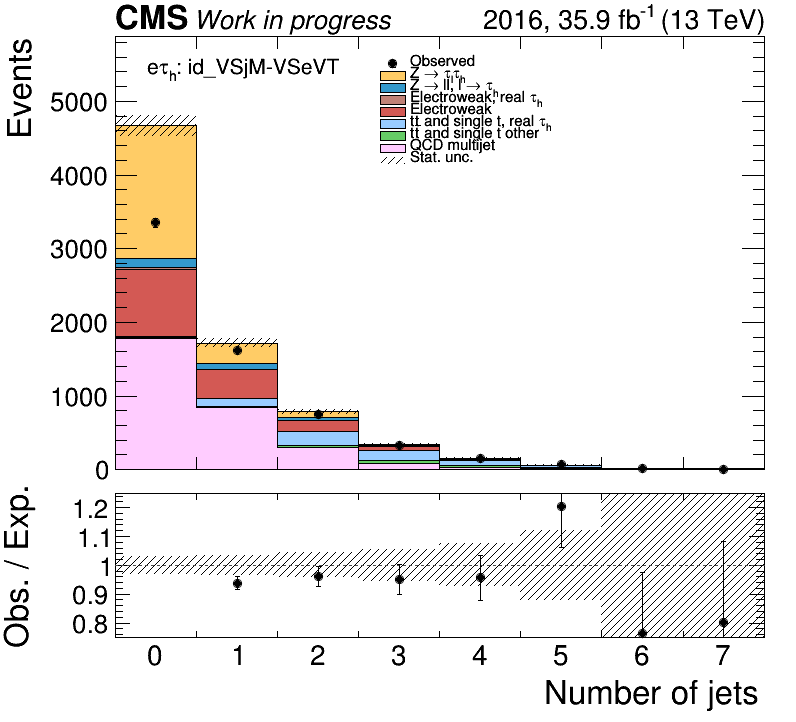 CMS Work in progress 2016, 35.9 fb⁻¹ (13 TeV)
Events
eτh: id_VSjM-VSeVT
Observed
Z → τ τh
Z → ll, l → τh
Electroweak, real τh
Electroweak
tt and single t, real τh
tt and single t other
QCD multijet
Stat. unc.
5000
4000
3000
2000
1000
0
Obs. / Exp.
1.2
1.1
1
0.9
0.8
0 1 2 3 4 5 6 7
Number of jets